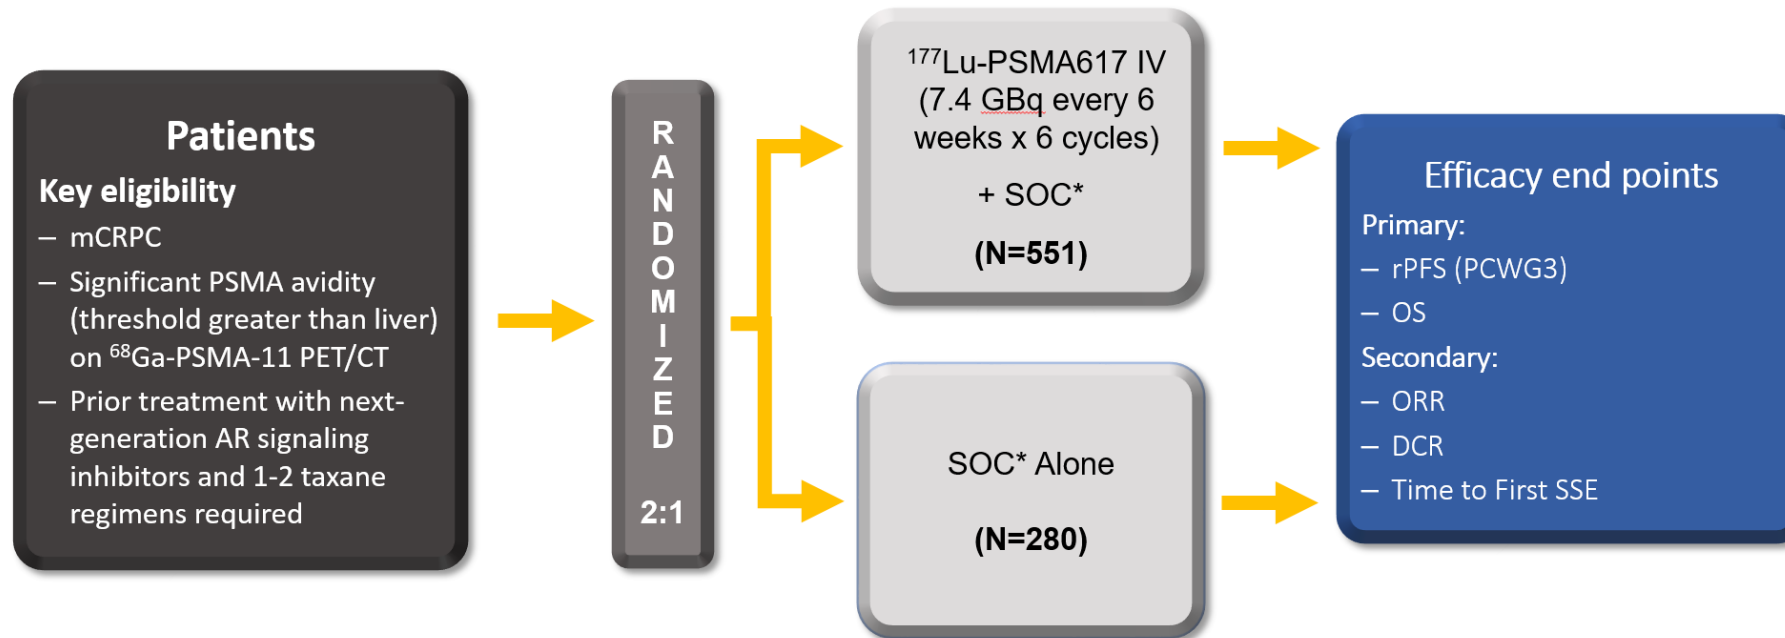 Patients
Key eligibility
– mCRPC
– Significant PSMA avidity
(threshold greater than liver)
on ⁶⁸Ga-PSMA-11 PET/CT
– Prior treatment with next-
generation AR signaling
inhibitors and 1-2 taxane
regimens required
RANDOMIZED
2:1
¹⁷⁷Lu-PSMA617 IV
(7.4 GBq every 6
weeks x 6 cycles)
+ SOC*
(N=551)
SOC* Alone
(N=280)
Efficacy end points
Primary:
– rPFS (PCWG3)
– OS
Secondary:
– ORR
– DCR
– Time to First SSE